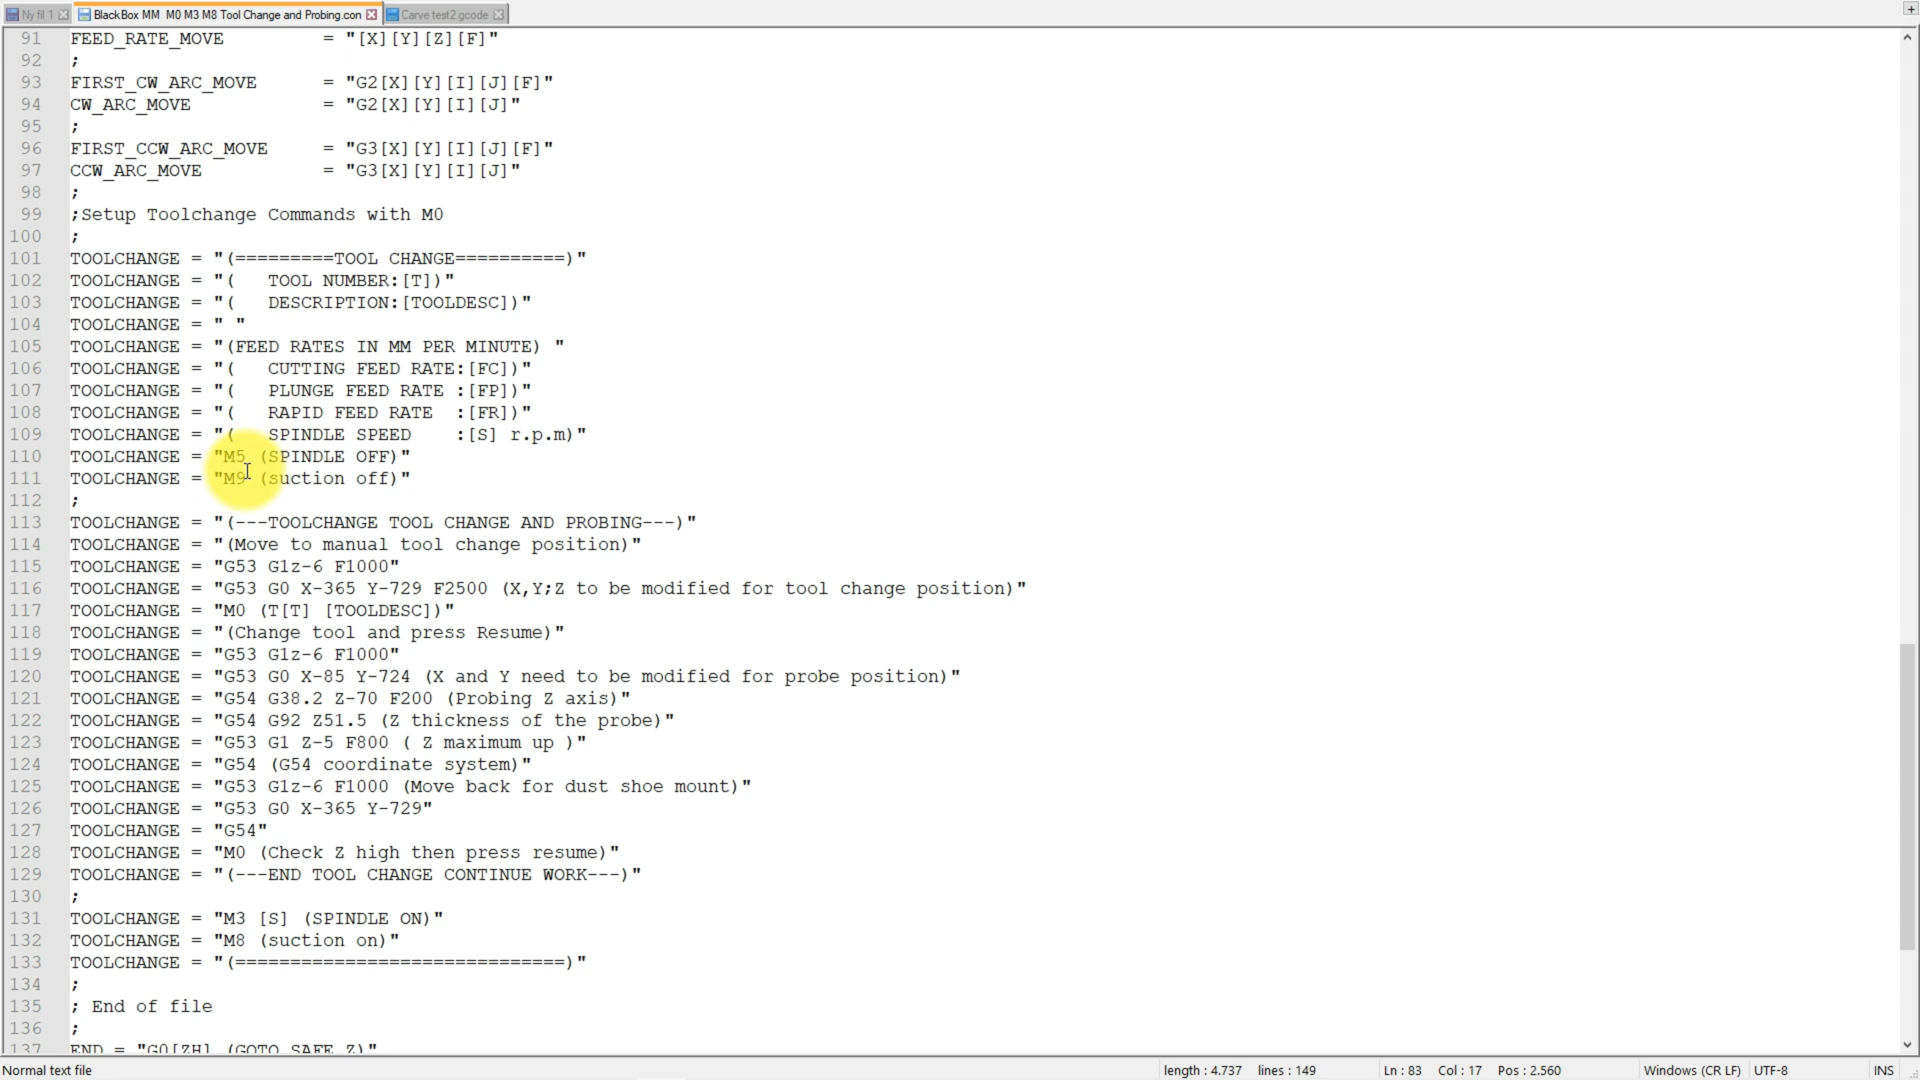 Ny fil 1
BlackBox MM M0 M3 M8 Tool Change and Probing.con
Carve test2.gcode
91 FEED_RATE_MOVE = "[X][Y][Z][F]"
92 ;
93 FIRST_CW_ARC_MOVE = "G2[X][Y][I][J][F]"
94 CW_ARC_MOVE = "G2[X][Y][I][J]"
95 ;
96 FIRST_CCW_ARC_MOVE = "G3[X][Y][I][J][F]"
97 CCW_ARC_MOVE = "G3[X][Y][I][J]"
98 ;
99 ;Setup Toolchange Commands with M0
100 ;
101 TOOLCHANGE = "(=========TOOL CHANGE==========)"
102 TOOLCHANGE = "(   TOOL NUMBER:[T])"
103 TOOLCHANGE = "(   DESCRIPTION:[TOOLDESC])"
104 TOOLCHANGE = " "
105 TOOLCHANGE = "(FEED RATES IN MM PER MINUTE) "
106 TOOLCHANGE = "(   CUTTING FEED RATE:[FC])"
107 TOOLCHANGE = "(   PLUNGE FEED RATE :[FP])"
108 TOOLCHANGE = "(   RAPID FEED RATE  :[FR])"
109 TOOLCHANGE = "(   SPINDLE SPEED    :[S] r.p.m)"
110 TOOLCHANGE = "M5 (SPINDLE OFF)"
111 TOOLCHANGE = "M9 (suction off)"
112 ;
113 TOOLCHANGE = "(---TOOLCHANGE TOOL CHANGE AND PROBING---)"
114 TOOLCHANGE = "(Move to manual tool change position)"
115 TOOLCHANGE = "G53 G1z-6 F1000"
116 TOOLCHANGE = "G53 G0 X-365 Y-729 F2500 (X,Y;Z to be modified for tool change position)"
117 TOOLCHANGE = "M0 (T[T] [TOOLDESC])"
118 TOOLCHANGE = "(Change tool and press Resume)"
119 TOOLCHANGE = "G53 G1z-6 F1000"
120 TOOLCHANGE = "G53 G0 X-85 Y-724 (X and Y need to be modified for probe position)"
121 TOOLCHANGE = "G54 G38.2 Z-70 F200 (Probing Z axis)"
122 TOOLCHANGE = "G54 G92 Z51.5 (Z thickness of the probe)"
123 TOOLCHANGE = "G53 G1 Z-5 F800 ( Z maximum up )"
124 TOOLCHANGE = "G54 (G54 coordinate system)"
125 TOOLCHANGE = "G53 G1z-6 F1000 (Move back for dust shoe mount)"
126 TOOLCHANGE = "G53 G0 X-365 Y-729"
127 TOOLCHANGE = "G54"
128 TOOLCHANGE = "M0 (Check Z high then press resume)"
129 TOOLCHANGE = "(---END TOOL CHANGE CONTINUE WORK---)"
130 ;
131 TOOLCHANGE = "M3 [S] (SPINDLE ON)"
132 TOOLCHANGE = "M8 (suction on)"
133 TOOLCHANGE = "(==============================)"
134 ;
135 ; End of file
136 ;
137 END = "G0[ZH] (GOTO SAFE Z)"
Normal text file length : 4.737 lines : 149 Ln : 83 Col : 17 Pos : 2.560 Windows (CR LF) UTF-8 INS